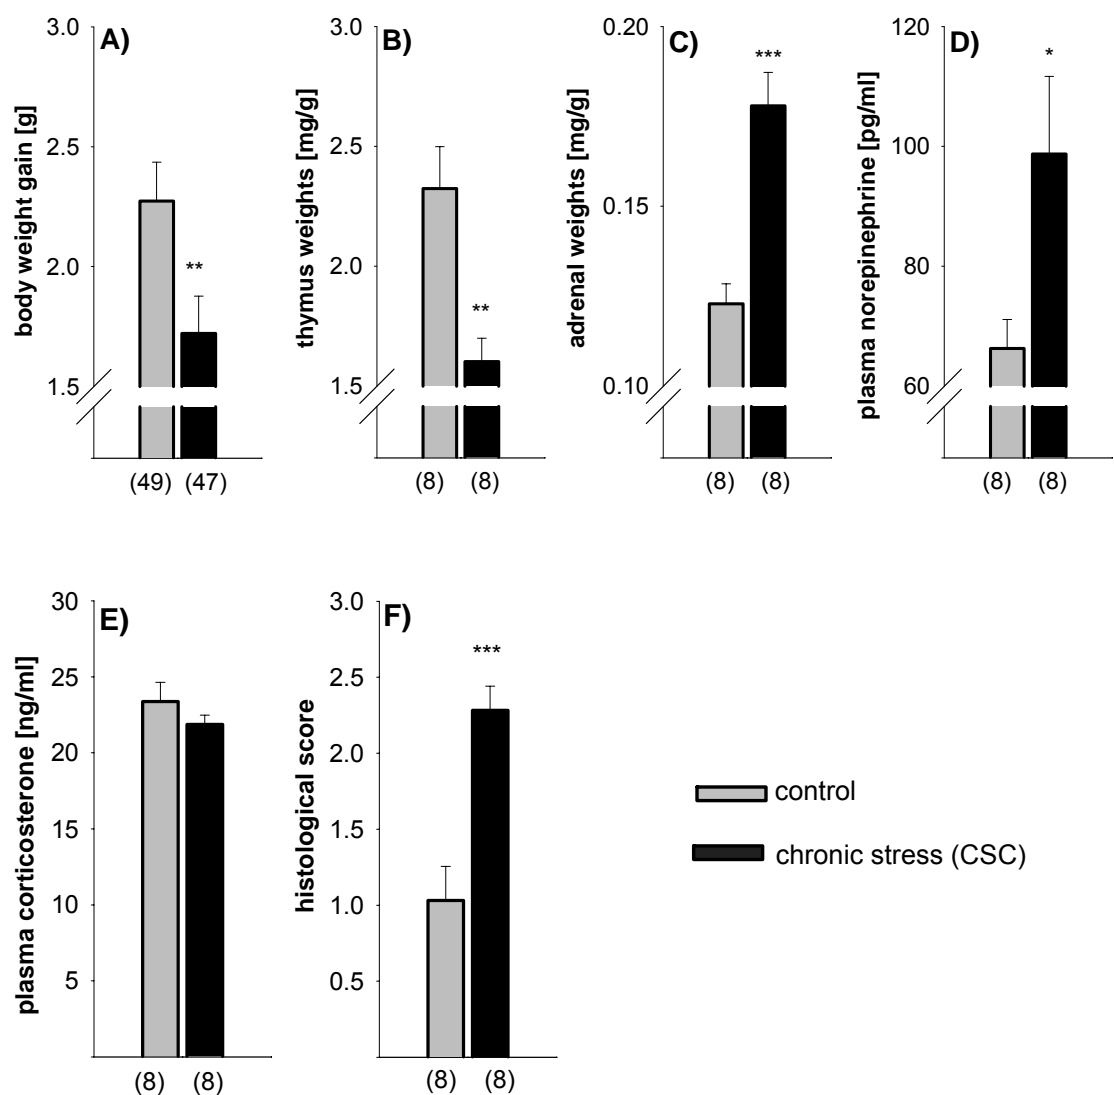 A)
body weight gain [g]
3.0
2.5
2.0
1.5
**
(49) (47)
B)
thymus weights [mg/g]
3.0
2.5
2.0
1.5
**
(8) (8)
C)
adrenal weights [mg/g]
0.20
0.15
0.10
***
(8) (8)
D)
plasma norepinephrine [pg/ml]
120
100
80
60
*
(8) (8)
E)
plasma corticosterone [ng/ml]
30
25
20
15
10
5
(8) (8)
F)
histological score
3.0
2.5
2.0
1.5
1.0
0.5
***
(8) (8)
control
chronic stress (CSC)